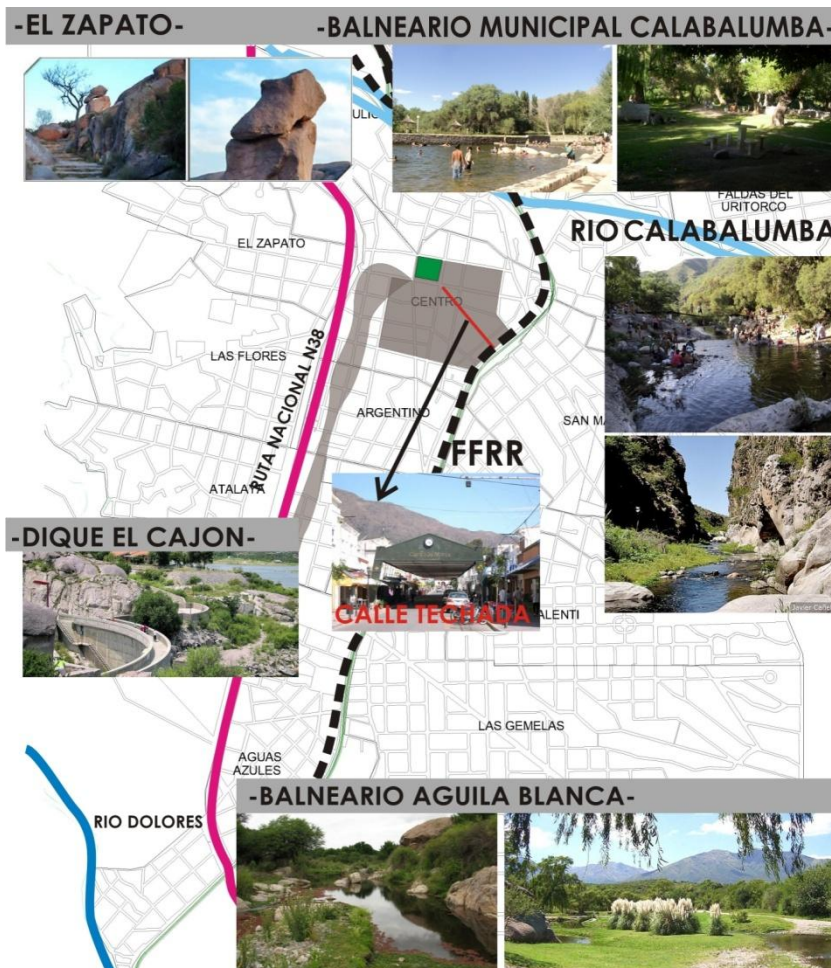 -EL ZAPATO-
-BALNEARIO MUNICIPAL CALABALUMBA-
FALDAS DEL
URITORCO
RIO CALABALUMBA
EL ZAPATO
CENTRO
LAS FLORES
RUTA NACIONAL N38
ARGENTINO
FFRR
ATALAYA
-DIQUE EL CAJON-
CALLE TECHADA
LAS GEMELAS
AGUAS
AZULES
RIO DOLORES
-BALNEARIO AGUILA BLANCA-